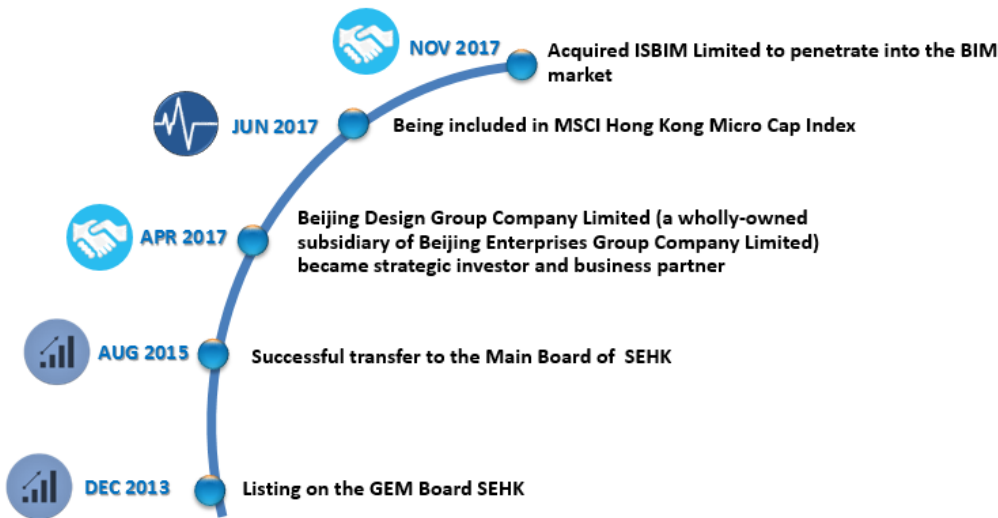 NOV 2017
Acquired ISBIM Limited to penetrate into the BIM
market
JUN 2017
Being included in MSCI Hong Kong Micro Cap Index
APR 2017
Beijing Design Group Company Limited (a wholly-owned
subsidiary of Beijing Enterprises Group Company Limited)
became strategic investor and business partner
AUG 2015
Successful transfer to the Main Board of SEHK
DEC 2013
Listing on the GEM Board SEHK